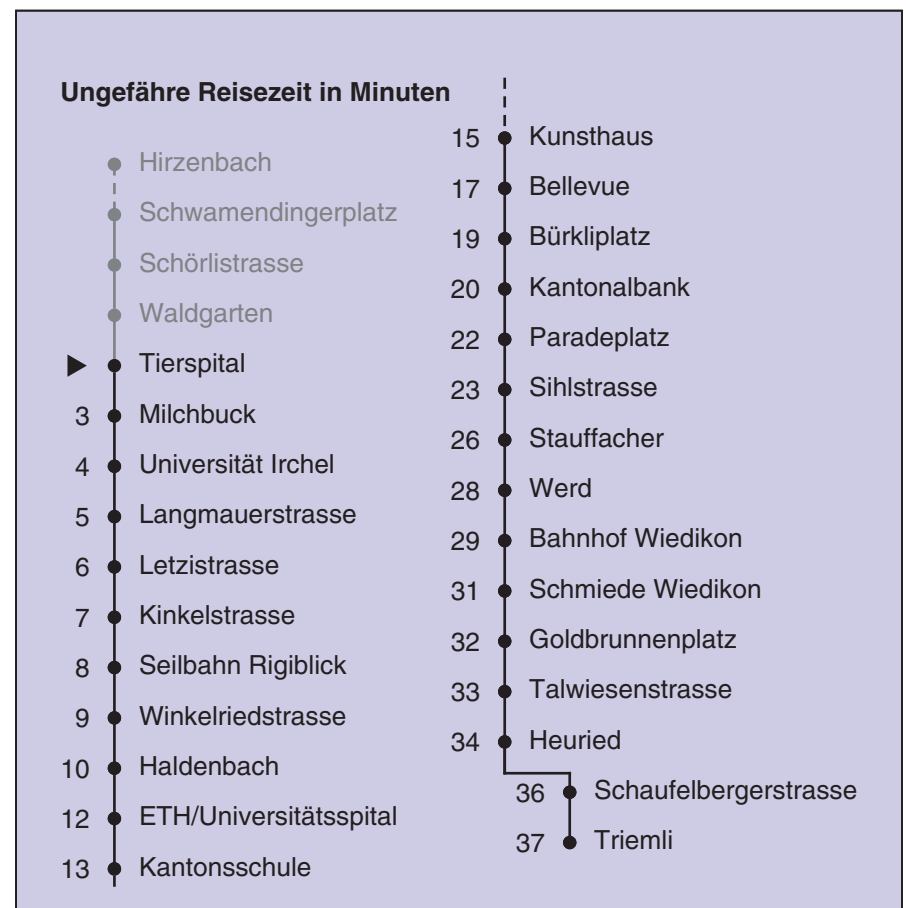 Ungefähre Reisezeit in Minuten
Hirzenbach
Schwamendingerplatz
Schörlistrasse
Waldgarten
Tierspital
3 Milchbuck
4 Universität Irchel
5 Langmauerstrasse
6 Letzistrasse
7 Kinkelstrasse
8 Seilbahn Rigiblick
9 Winkelriedstrasse
10 Haldenbach
12 ETH/Universitätsspital
13 Kantonsschule
15 Kunsthaus
17 Bellevue
19 Bürkliplatz
20 Kantonalbank
22 Paradeplatz
23 Sihlstrasse
26 Stauffacher
28 Werd
29 Bahnhof Wiedikon
31 Schmiede Wiedikon
32 Goldbrunnenplatz
33 Talwiesenstrasse
34 Heuried
36 Schaufelbergerstrasse
37 Triemli